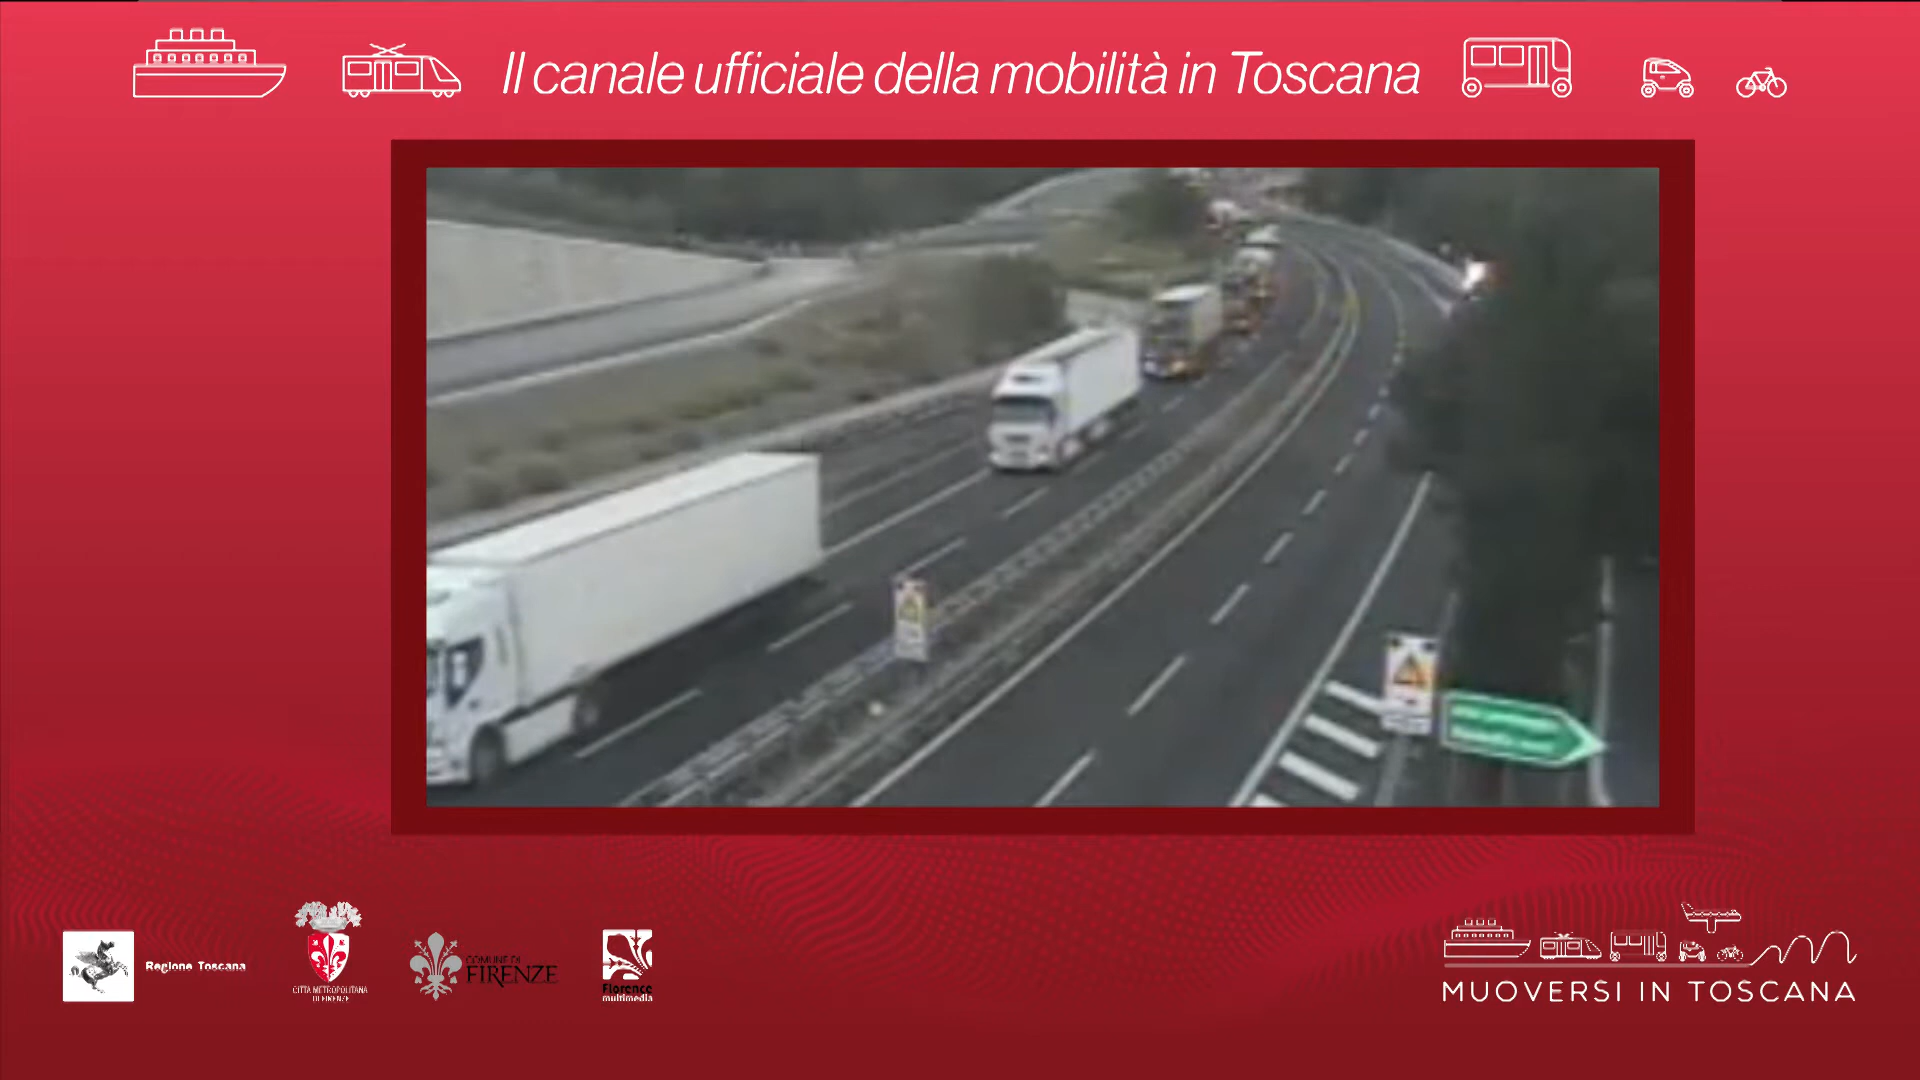 Il canale ufficiale della mobilità in Toscana
Regione Toscana
CITTÀ METROPOLITANA
DI FIRENZE
COMUNE DI
FIRENZE
Florence
multimedia
MUOVERSI IN TOSCANA